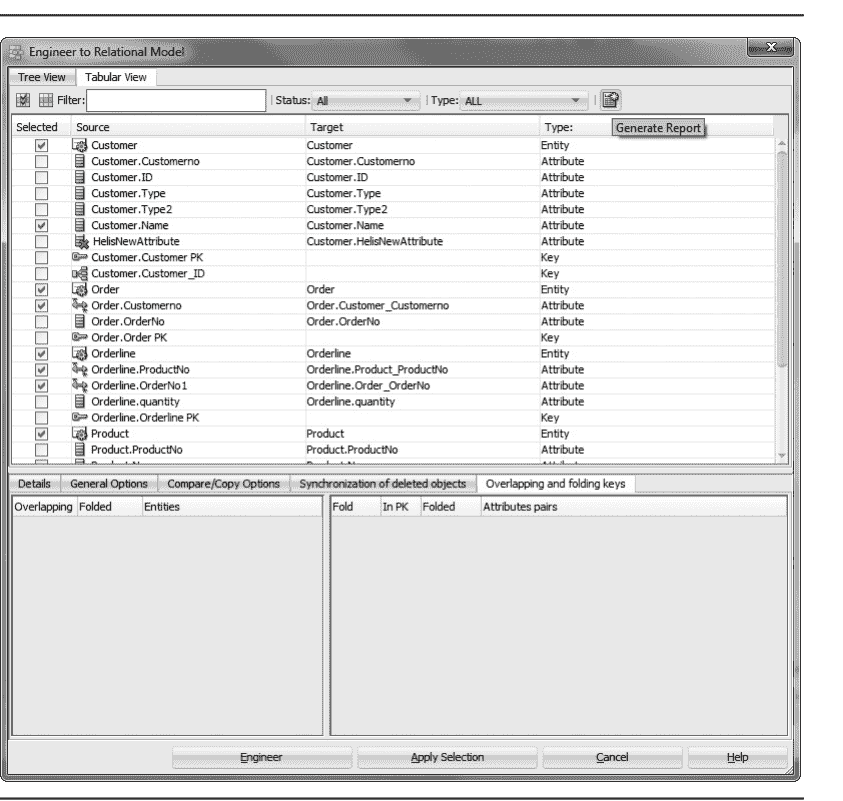 Engineer to Relational Model
Tree View Tabular View
Filter: Status: All Type: ALL
Selected Source Target Type: Generate Report
Customer Customer Entity
Customer.Customerno Customer.Customerno Attribute
Customer.ID Customer.ID Attribute
Customer.Type Customer.Type Attribute
Customer.Type2 Customer.Type2 Attribute
Customer.Name Customer.Name Attribute
HelisNewAttribute Customer.HelisNewAttribute Attribute
Customer.Customer PK Key
Customer.Customer_ID Key
Order Order Entity
Order.Customerno Order.Customer_Customerno Attribute
Order.OrderNo Order.OrderNo Attribute
Order.Order PK Key
Orderline Orderline Entity
Orderline.ProductNo Orderline.Product_ProductNo Attribute
Orderline.OrderNo1 Orderline.Order_OrderNo Attribute
Orderline.quantity Orderline.quantity Attribute
Orderline.Orderline PK Key
Product Product Entity
Product.ProductNo Product.ProductNo Attribute
Details General Options Compare/Copy Options Synchronization of deleted objects Overlapping and folding keys
Overlapping Folded Entities Fold In PK Folded Attributes pairs
Engineer Apply Selection Cancel Help